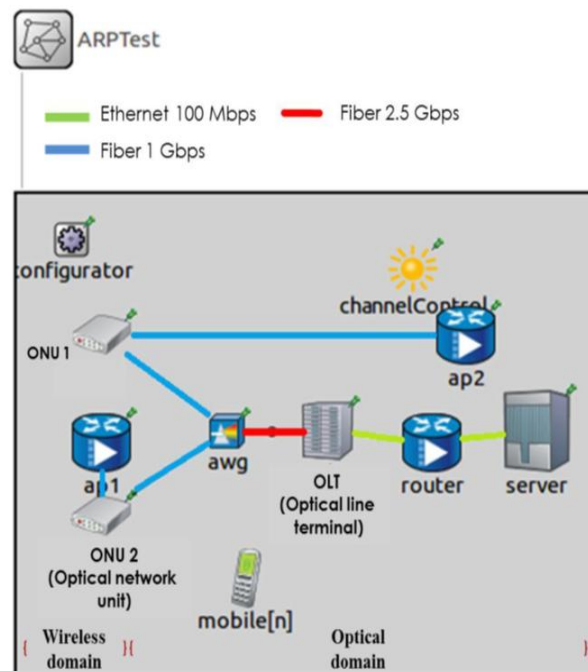 ARPTest
Ethernet 100 Mbps
Fiber 2.5 Gbps
Fiber 1 Gbps
configurator
channelControl
ONU 1
ap2
ap1
awg
OLT
(Optical line
terminal)
router
server
ONU 2
(Optical network
unit)
mobile[n]
{ Wireless
domain }{ Optical
domain }